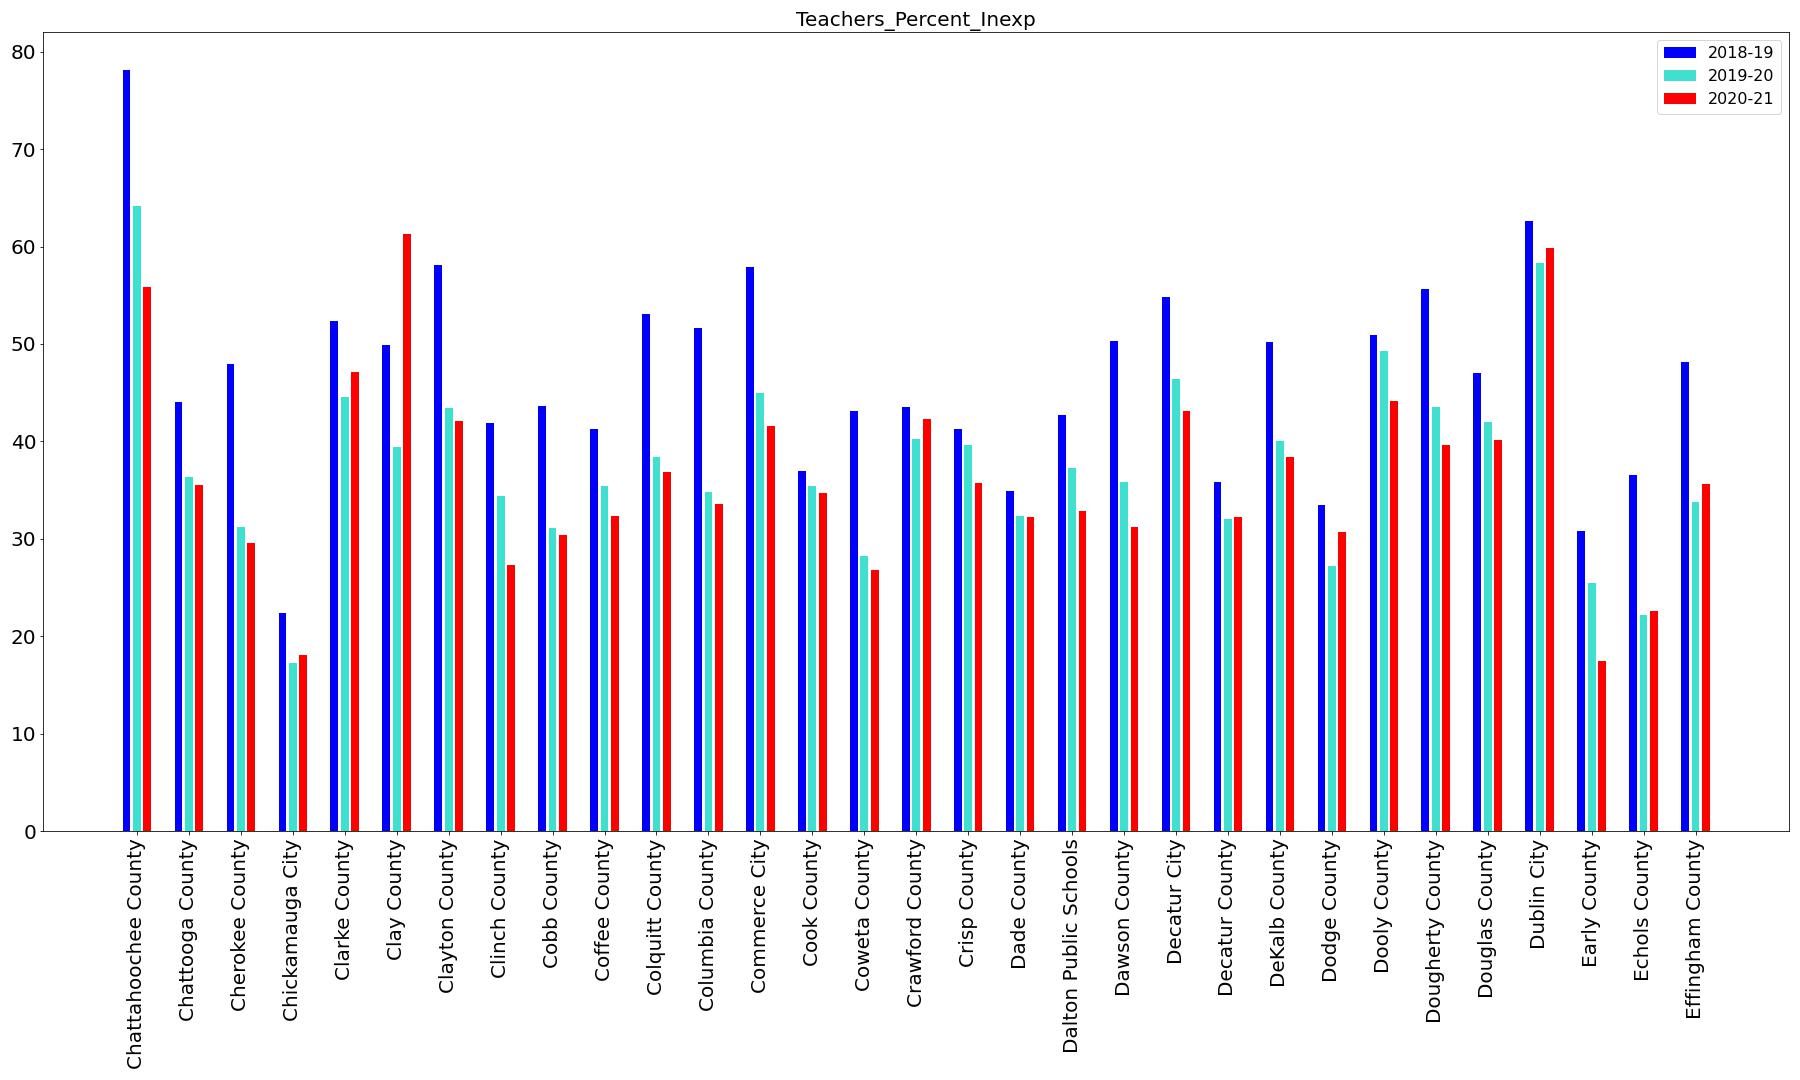 Teachers_Percent_Inexp
2018-19
2019-20
2020-21
80
70
60
50
40
30
20
10
0
Chattahoochee County
Chattooga County
Cherokee County
Chickamauga City
Clarke County
Clay County
Clayton County
Clinch County
Cobb County
Coffee County
Colquitt County
Columbia County
Commerce City
Cook County
Coweta County
Crawford County
Crisp County
Dade County
Dalton Public Schools
Dawson County
Decatur City
Decatur County
DeKalb County
Dodge County
Dooly County
Dougherty County
Douglas County
Dublin City
Early County
Echols County
Effingham County